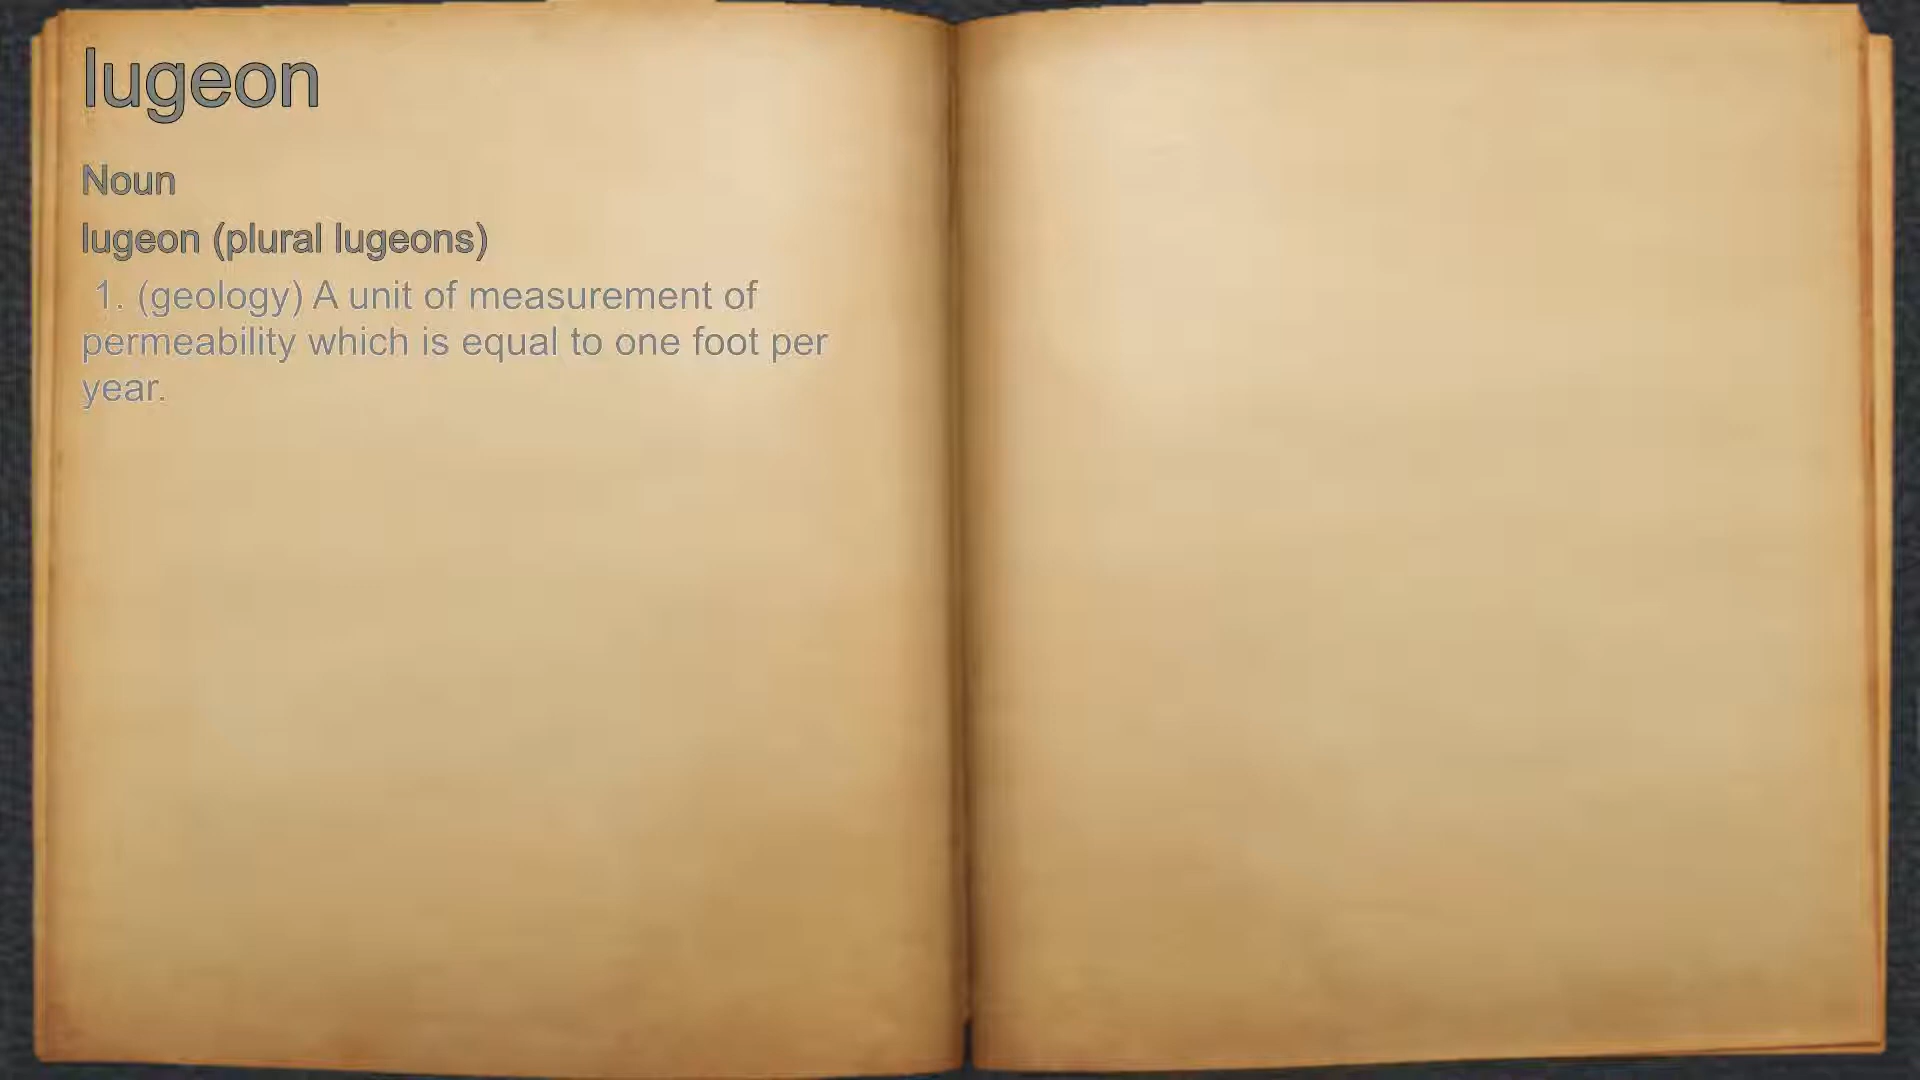 lugeon
Noun
lugeon (plural lugeons)
1. (geology) A unit of measurement of
permeability which is equal to one foot per
year.